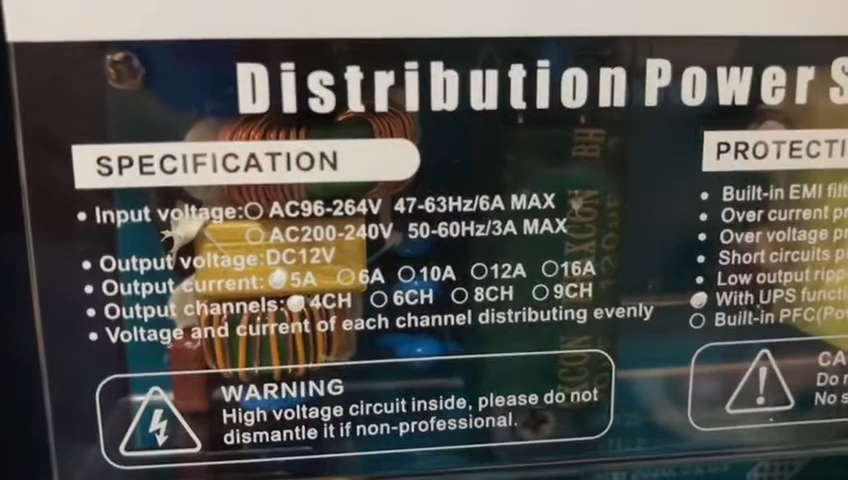 Distribution Power S
SPECIFICATION
• Input voltage:○ AC96-264V 47-63Hz/6A MAX
○ AC200-240V 50-60Hz/3A MAX
• Output voltage:DC12V
• Output current:● 5A ○ 6A ○ 10A ○ 12A ○ 16A
• Output channels:● 4CH ○ 6CH ○ 8CH ○ 9CH
• Voltage and current of each channel distributing evenly
WARNING
High voltage circuit inside, please do not
dismantle it if non-professional.
PROTECTI
• Built-in EMI filt
• Over current pr
• Over voltage pr
• Short circuits p
• Low output ripp
● With UPS functi
○ Built-in PFC(Po
CA
Do n
No s